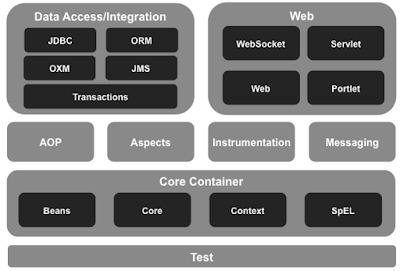 Data Access/Integration
JDBC
ORM
OXM
JMS
Transactions
Web
WebSocket
Servlet
Web
Portlet
AOP
Aspects
Instrumentation
Messaging
Core Container
Beans
Core
Context
SpEL
Test